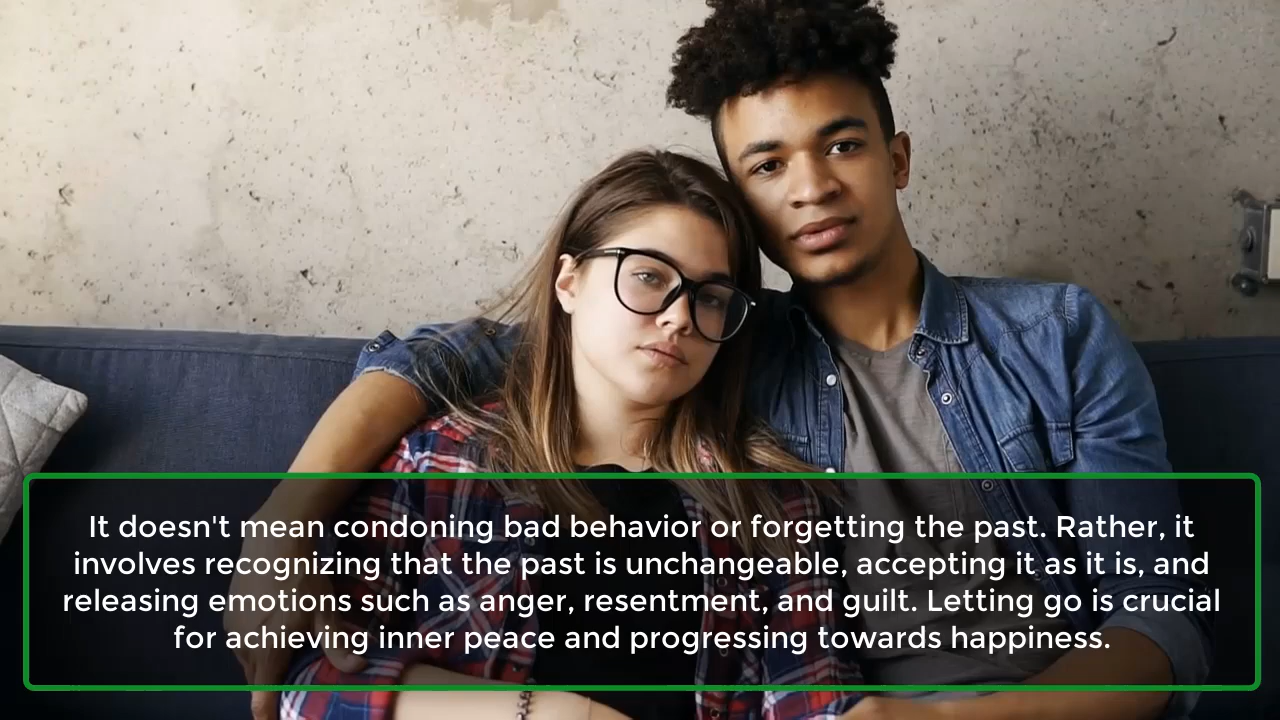 It doesn't mean condoning bad behavior or forgetting the past. Rather, it
involves recognizing that the past is unchangeable, accepting it as it is, and
releasing emotions such as anger, resentment, and guilt. Letting go is crucial
for achieving inner peace and progressing towards happiness.